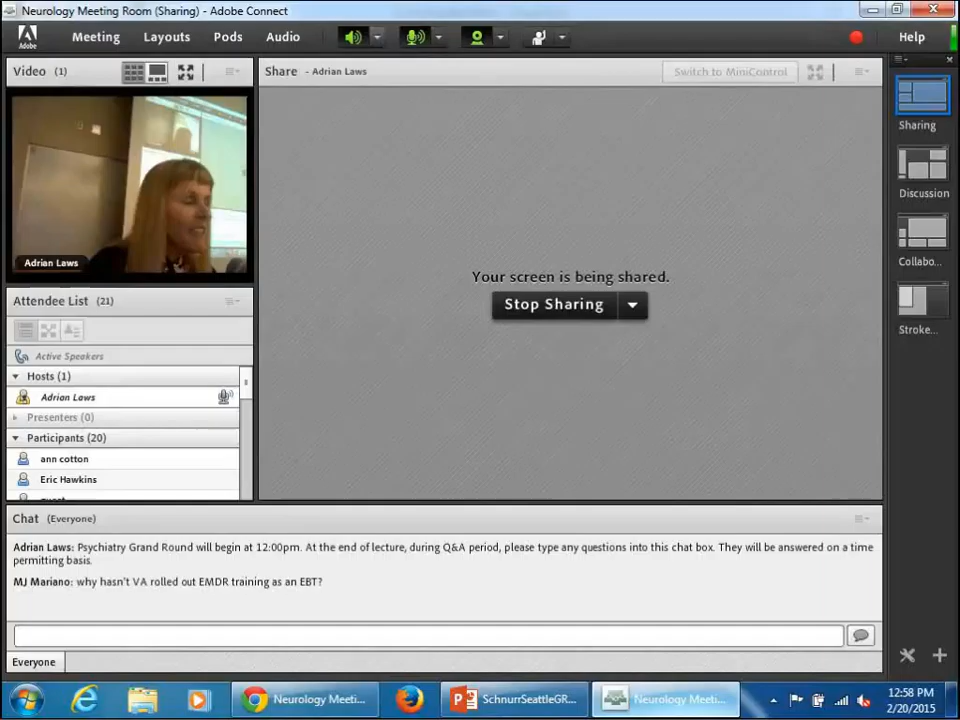 Neurology Meeting Room (Sharing) - Adobe Connect
Adobe
Meeting
Layouts
Pods
Audio
Help
Video (1)
Share - Adrian Laws
Switch to MiniControl
Adrian Laws
Attendee List (21)
Active Speakers
Hosts (1)
Adrian Laws
Presenters (0)
Participants (20)
ann cotton
Eric Hawkins
Your screen is being shared.
Stop Sharing
Sharing
Discussion
Collabo...
Stroke...
Chat (Everyone)
Adrian Laws: Psychiatry Grand Round will begin at 12:00pm. At the end of lecture, during Q&A period, please type any questions into this chat box. They will be answered on a time
permitting basis.
MJ Mariano: why hasn't VA rolled out EMDR training as an EBT?
Everyone
Neurology Meeti...
SchnurrSeattleGR...
Neurology Meeti...
12:58 PM
2/20/2015